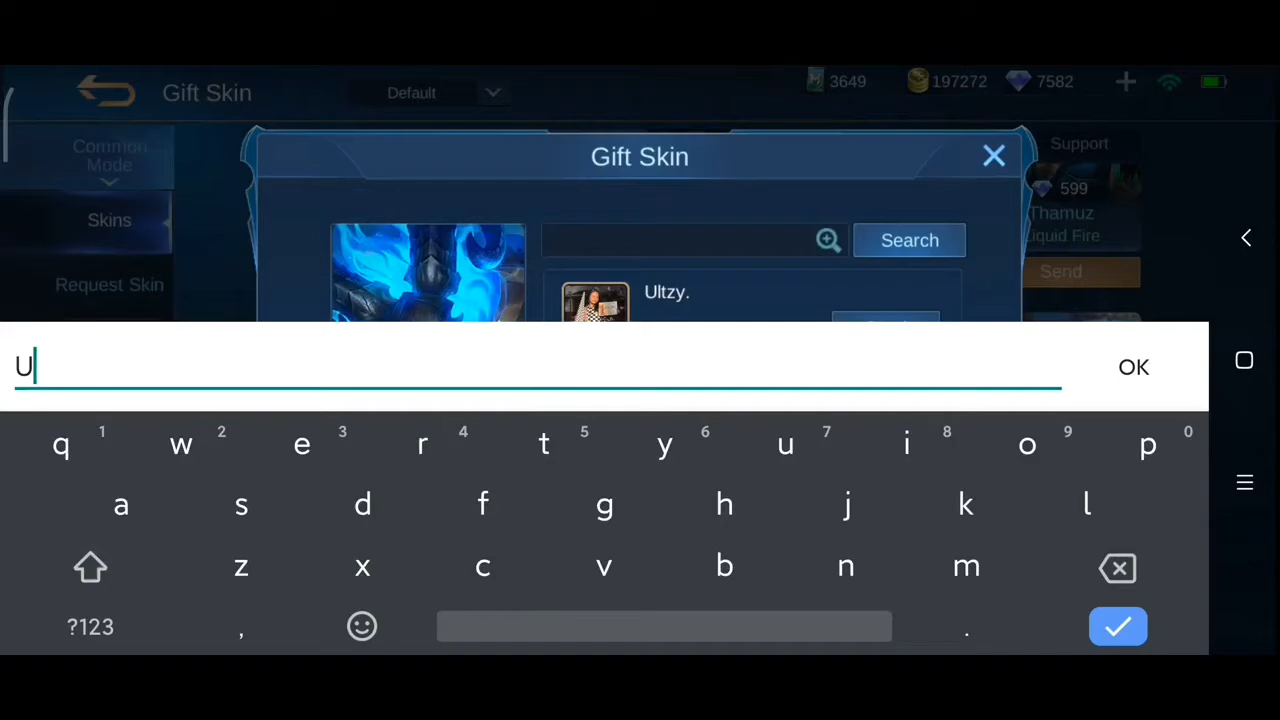 Gift Skin
Default
3649
197272
7582
Common
Mode
Gift Skin
Support
Skins
599
Search
Thamuz
Liquid Fire
Send
Request Skin
Ultzy.
U
OK
q 1 w 2 e 3 r 4 t 5 y 6 u 7 i 8 o 9 p 0
a s d f g h j k l
z x c v b n m
?123 , .